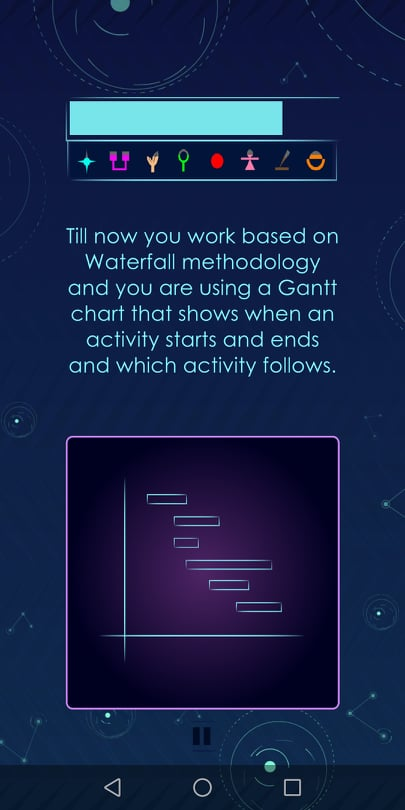 Till now you work based on
Waterfall methodology
and you are using a Gantt
chart that shows when an
activity starts and ends
and which activity follows.